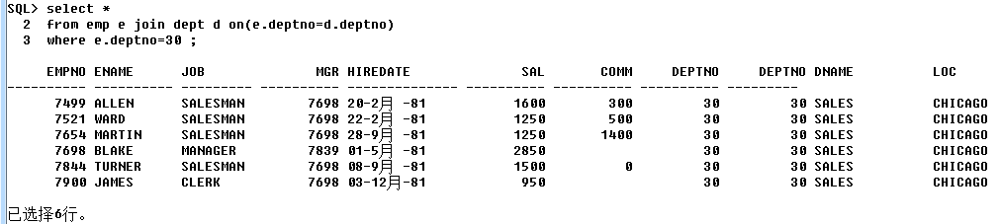 SQL> select *
2 from emp e join dept d on(e.deptno=d.deptno)
3 where e.deptno=30 ;
EMPNO ENAME JOB MGR HIREDATE SAL COMM DEPTNO DEPTNO DNAME LOC
---------- ---------- --------- ---------- -------------- ---------- ---------- ---------- ----------
7499 ALLEN SALESMAN 7698 20-2月 -81 1600 300 30 30 SALES CHICAGO
7521 WARD SALESMAN 7698 22-2月 -81 1250 500 30 30 SALES CHICAGO
7654 MARTIN SALESMAN 7698 28-9月 -81 1250 1400 30 30 SALES CHICAGO
7698 BLAKE MANAGER 7839 01-5月 -81 2850 30 30 SALES CHICAGO
7844 TURNER SALESMAN 7698 08-9月 -81 1500 0 30 30 SALES CHICAGO
7900 JAMES CLERK 7698 03-12月-81 950 30 30 SALES CHICAGO
已选择6行。